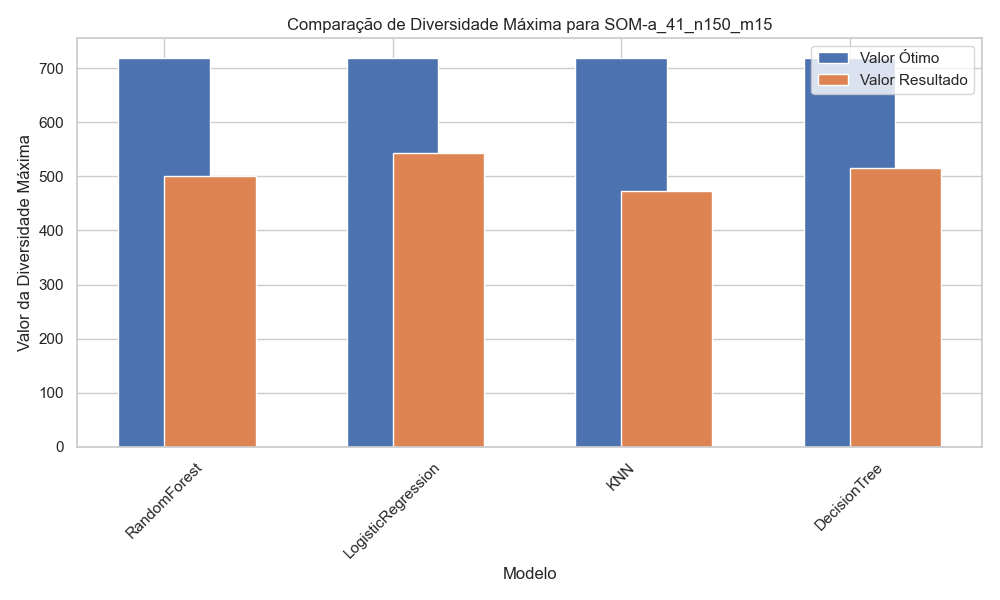 Comparação de Diversidade Máxima para SOM-a_41_n150_m15
Valor Ótimo
Valor Resultado
Valor da Diversidade Máxima
700
600
500
400
300
200
100
0
RandomForest
LogisticRegression
KNN
DecisionTree
Modelo